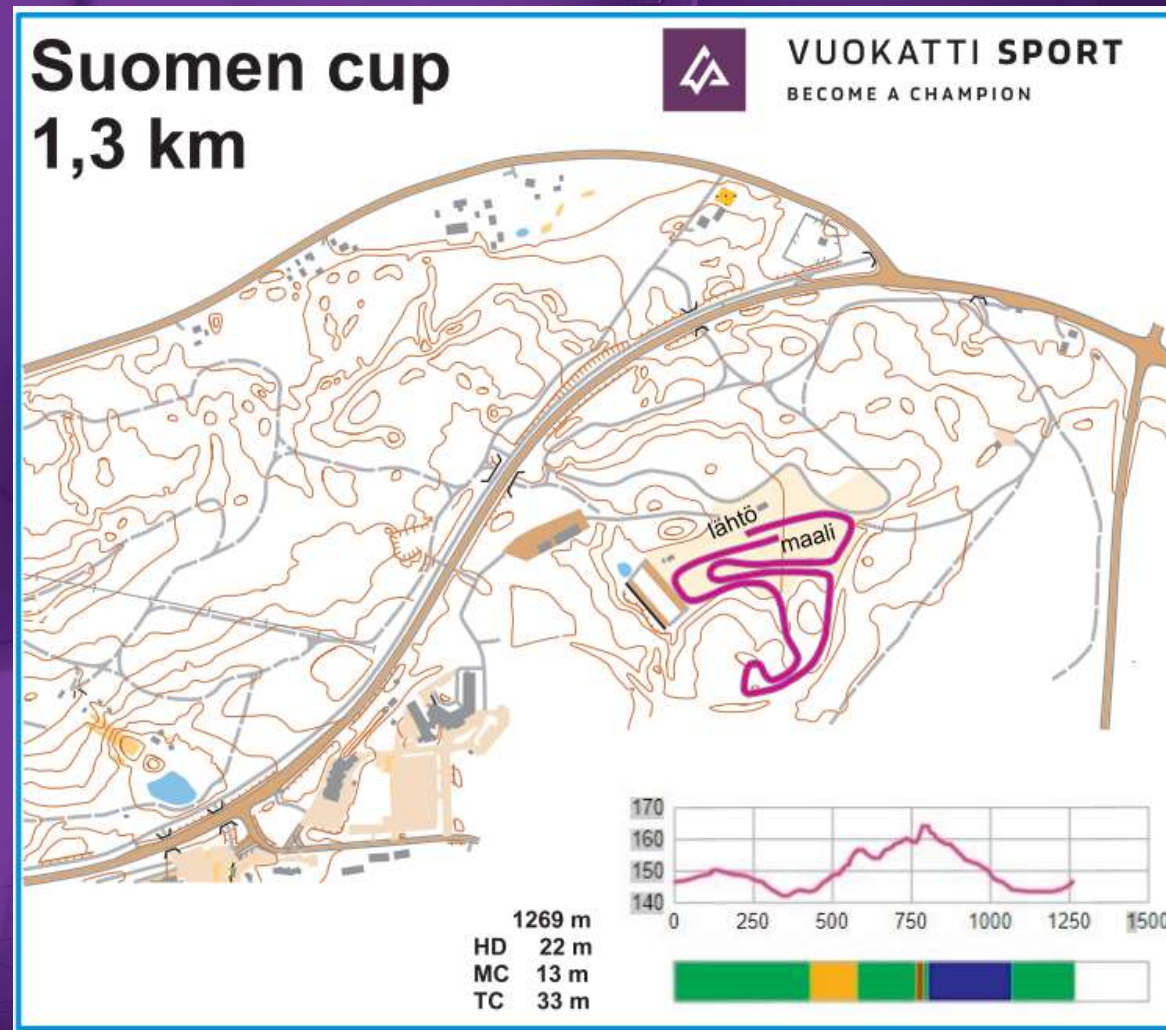 Suomen cup
1,3 km
VUOKATTI SPORT
BECOME A CHAMPION
lähtö
maali
170
160
150
140
0 250 500 750 1000 1250 1500
1269 m
HD 22 m
MC 13 m
TC 33 m